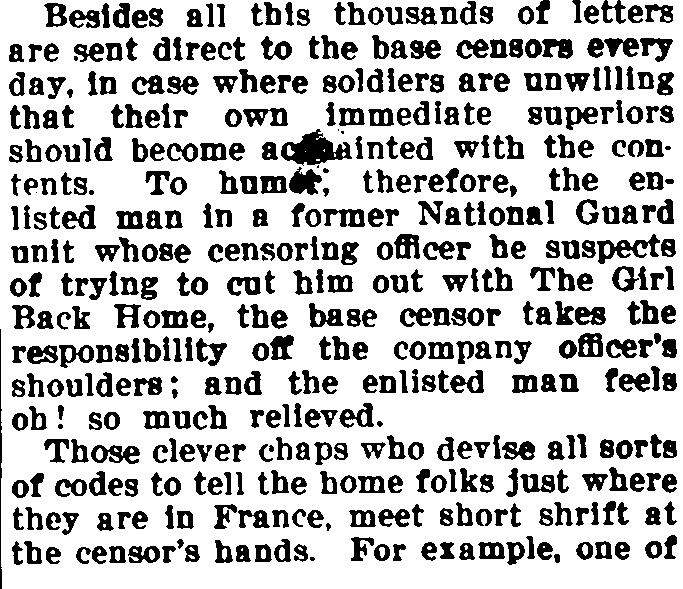 Besides all this thousands of letters
are sent direct to the base censors every
day, in case where soldiers are unwilling
that their own immediate superiors
should become acquainted with the con-
tents. To humor, therefore, the en-
listed man in a former National Guard
unit whose censoring officer he suspects
of trying to cut him out with The Girl
Back Home, the base censor takes the
responsibility off the company officer's
shoulders; and the enlisted man feels
oh! so much relieved.
Those clever chaps who devise all sorts
of codes to tell the home folks just where
they are in France, meet short shrift at
the censor's hands. For example, one of